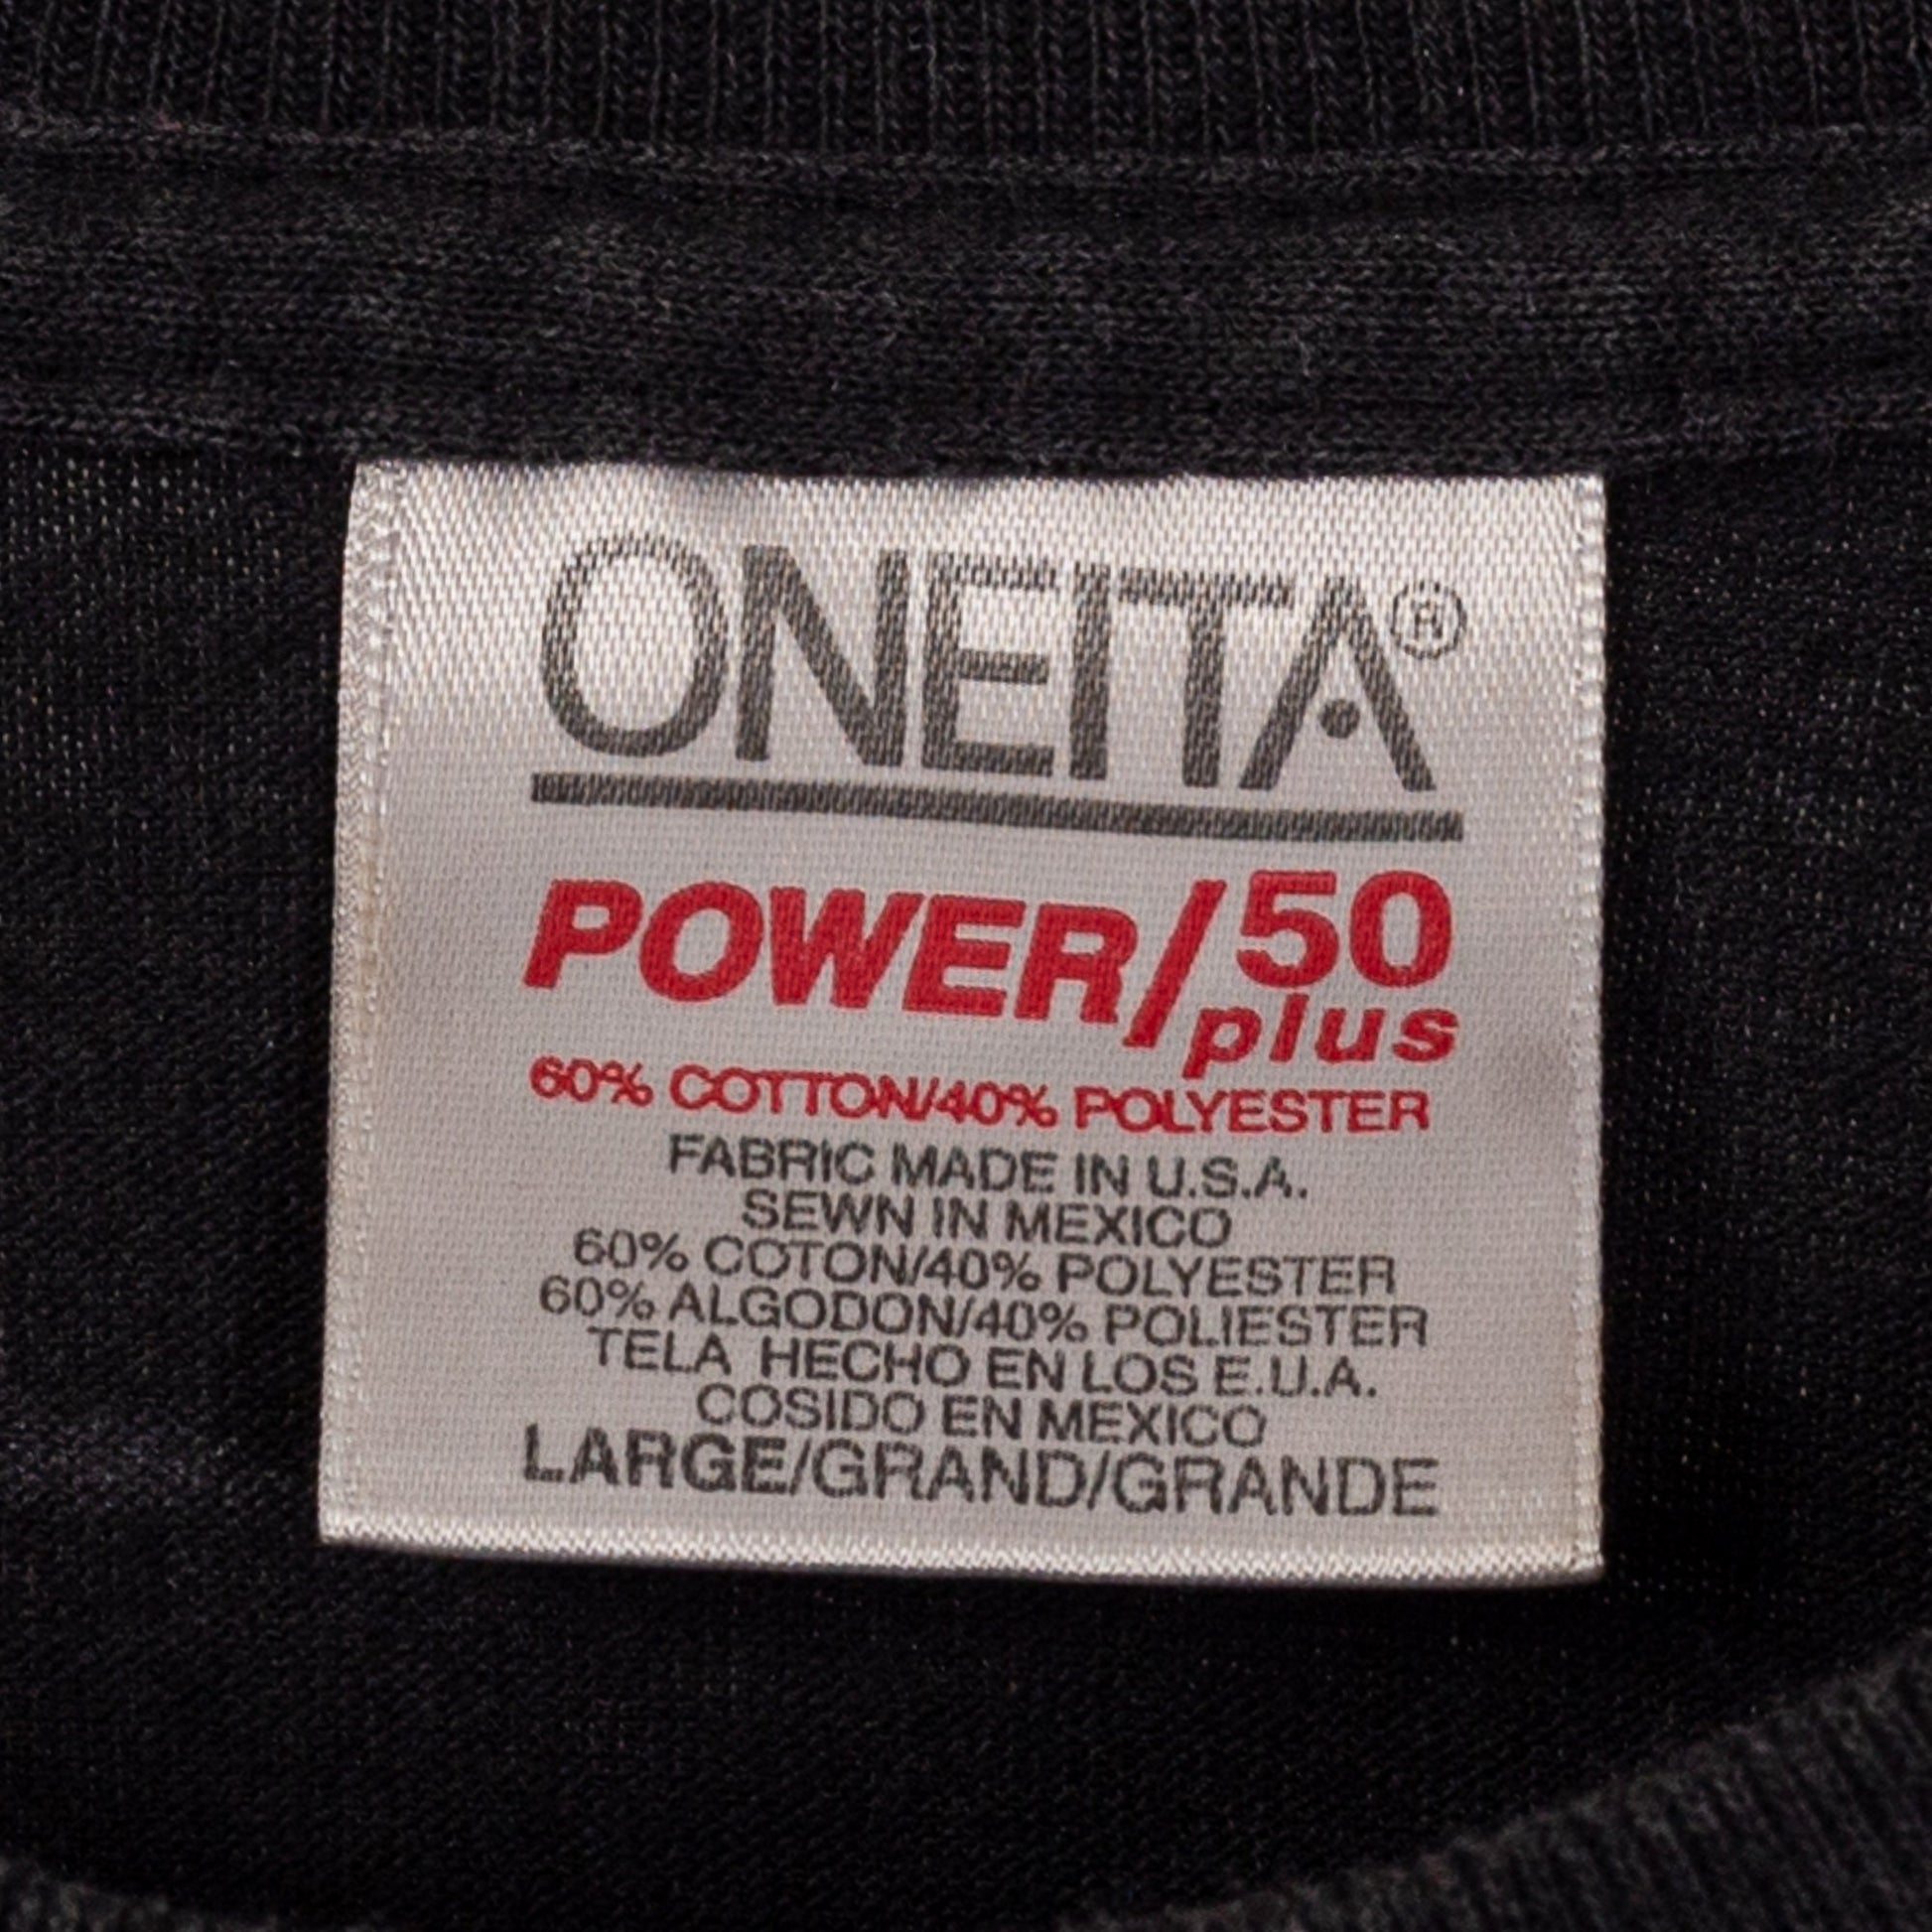 ONEITA®
POWER/50
plus
60% COTTON/40% POLYESTER
FABRIC MADE IN U.S.A.
SEWN IN MEXICO
60% COTON/40% POLYESTER
60% ALGODON/40% POLIESTER
TELA HECHO EN LOS E.U.A.
COSIDO EN MEXICO
LARGE/GRAND/GRANDE